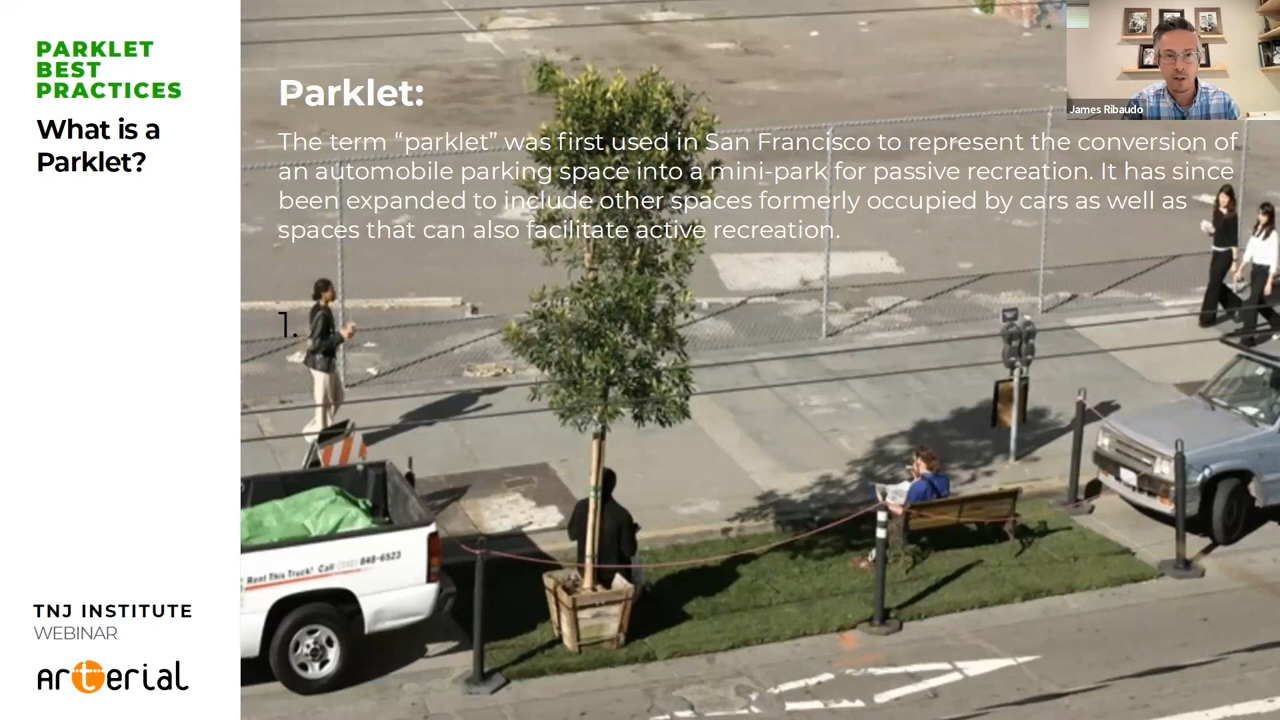 PARKLET
BEST
PRACTICES
What is a
Parklet?
Parklet:
The term “parklet” was first used in San Francisco to represent the conversion of
an automobile parking space into a mini-park for passive recreation. It has since
been expanded to include other spaces formerly occupied by cars as well as
spaces that can also facilitate active recreation.
1.
James Ribaudo
Rent This Truck! Call 848-6523
TNJ INSTITUTE
WEBINAR
arterial